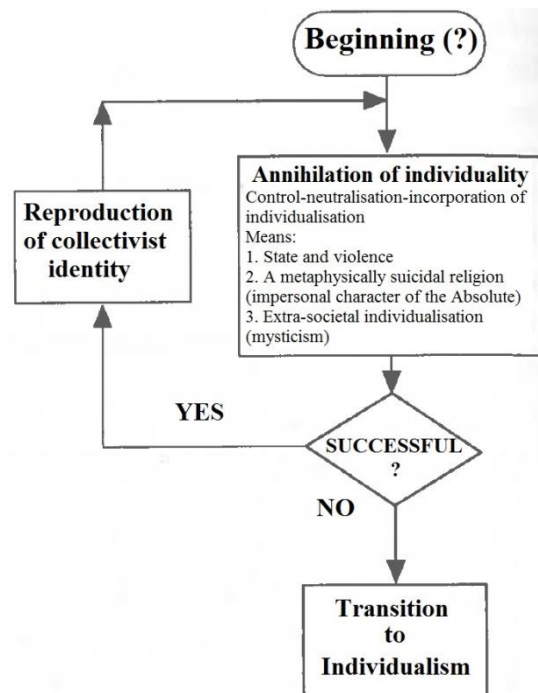 Beginning (?)
Annihilation of individuality
Control-neutralisation-incorporation of
individualisation
Means:
1. State and violence
2. A metaphysically suicidal religion
(impersonal character of the Absolute)
3. Extra-societal individualisation
(mysticism)
Reproduction
of collectivist
identity
YES
SUCCESSFUL
?
NO
Transition
to
Individualism